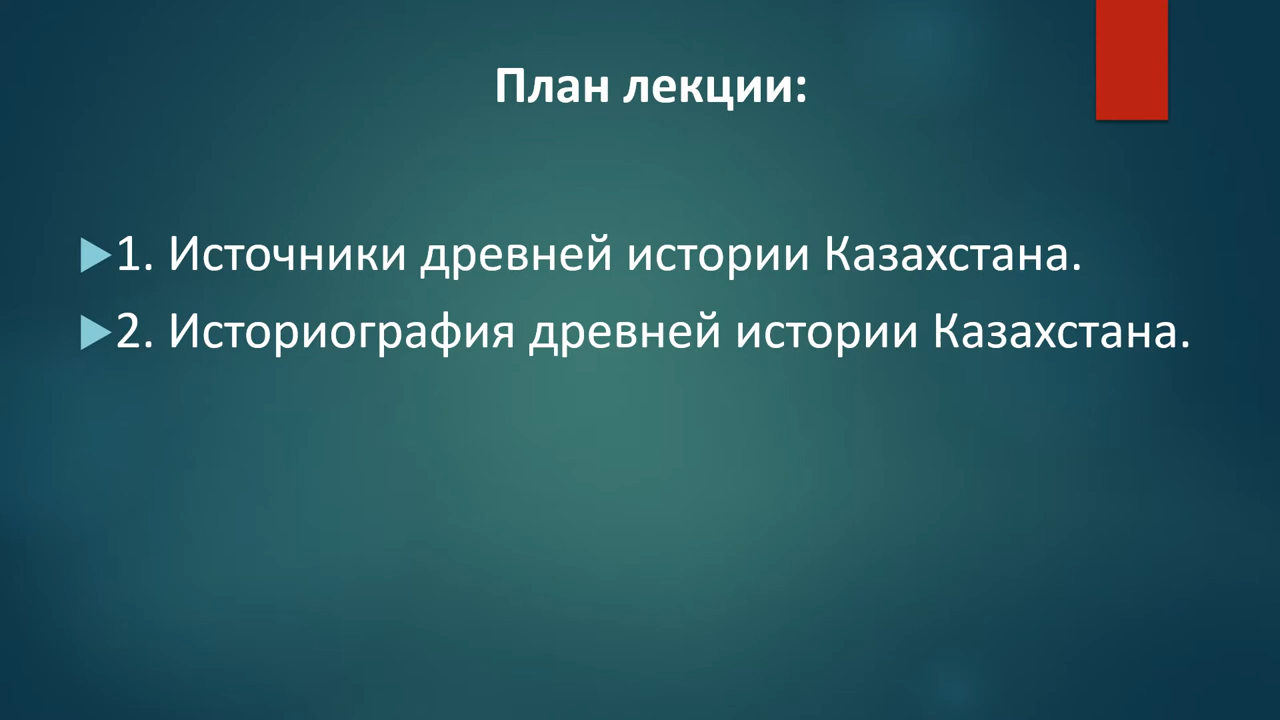 План лекции:
1. Источники древней истории Казахстана.
2. Историография древней истории Казахстана.